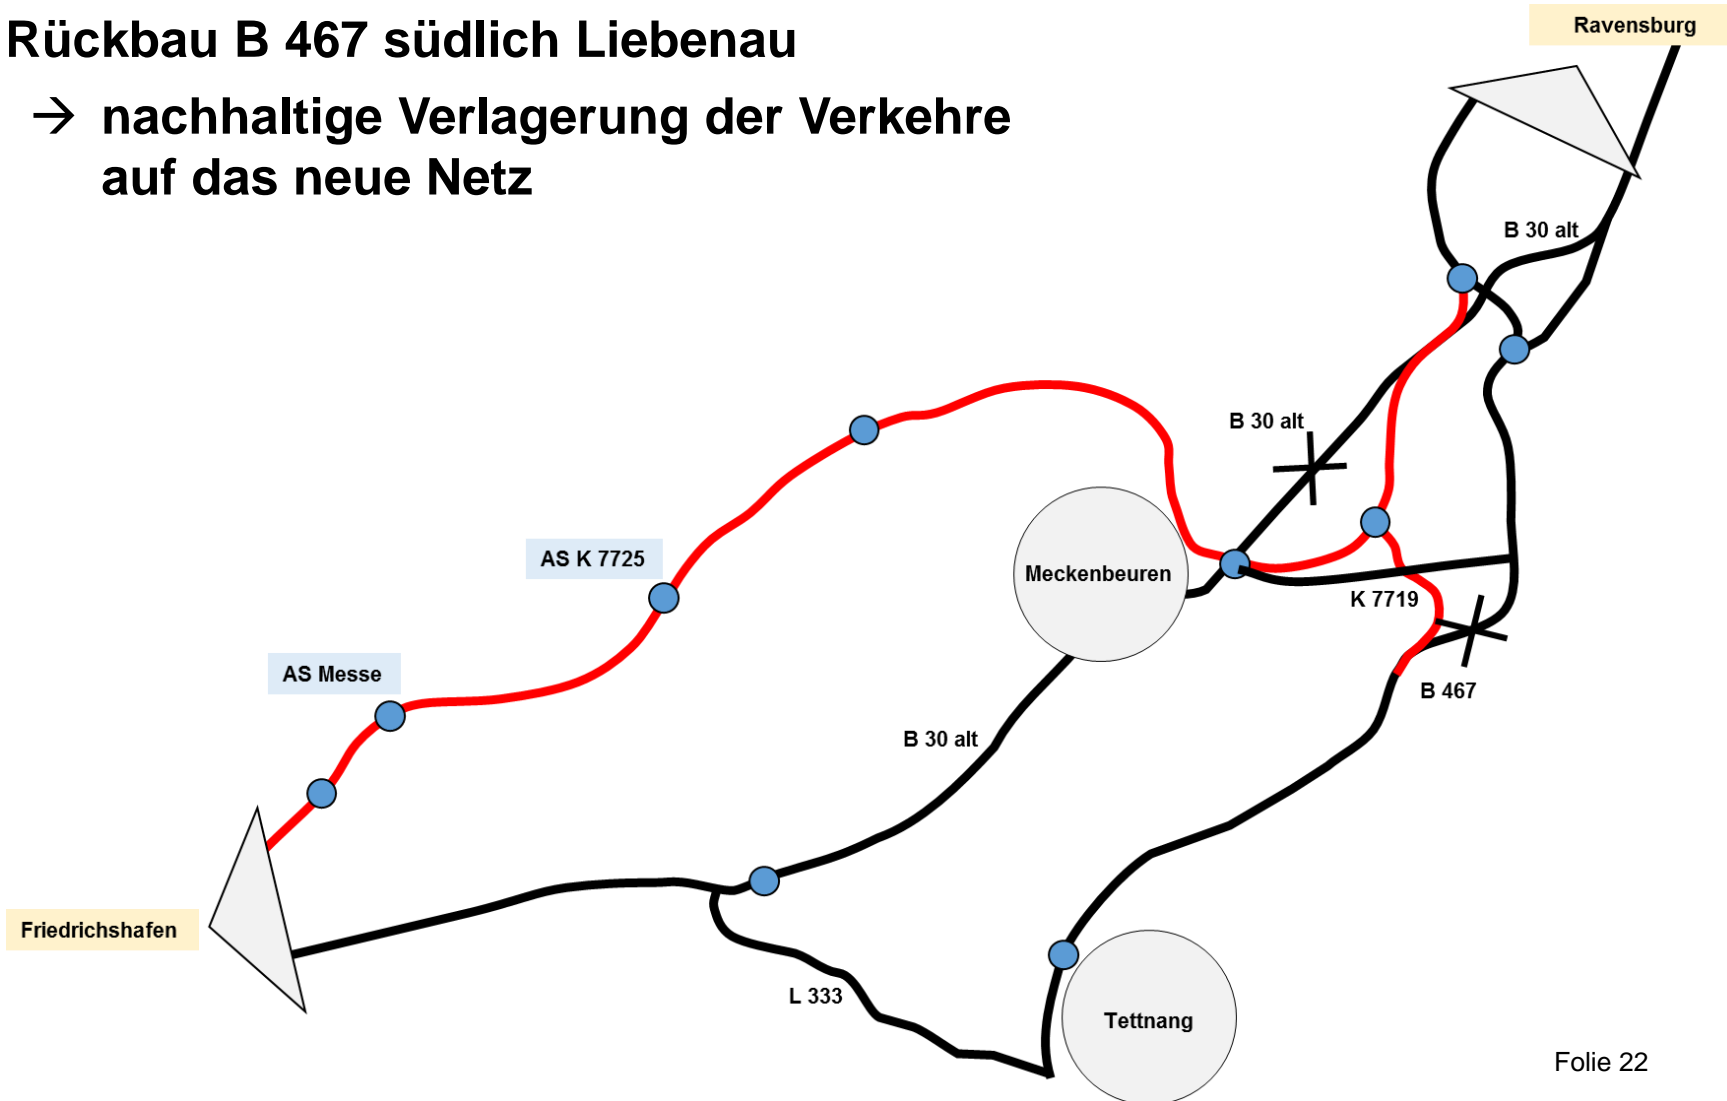 Rückbau B 467 südlich Liebenau
→ nachhaltige Verlagerung der Verkehre
auf das neue Netz
Ravensburg
B 30 alt
B 30 alt
AS K 7725
Meckenbeuren
K 7719
AS Messe
B 467
B 30 alt
Friedrichshafen
L 333
Tettnang
Folie 22